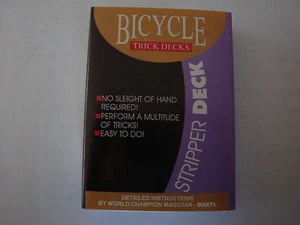 BICYCLE
TRICK DECKS
NO SLEIGHT OF HAND
REQUIRED!
PERFORM A MULTITUDE
OF TRICKS!
EASY TO DO!
STRIPPER DECK
DETAILED INSTRUCTIONS
BY WORLD CHAMPION MAGICIAN - DARYL